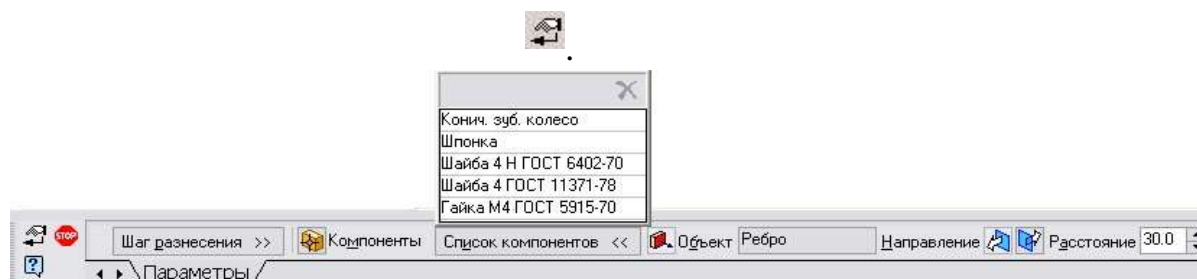 .
Конич. зуб. колесо
Шпонка
Шайба 4 Н ГОСТ 6402-70
Шайба 4 ГОСТ 11371-78
Гайка М4 ГОСТ 5915-70
STOP Шаг разнесения >> Компоненты Список компонентов << Объект Ребро Направление Расстояние 30.0
? Параметры